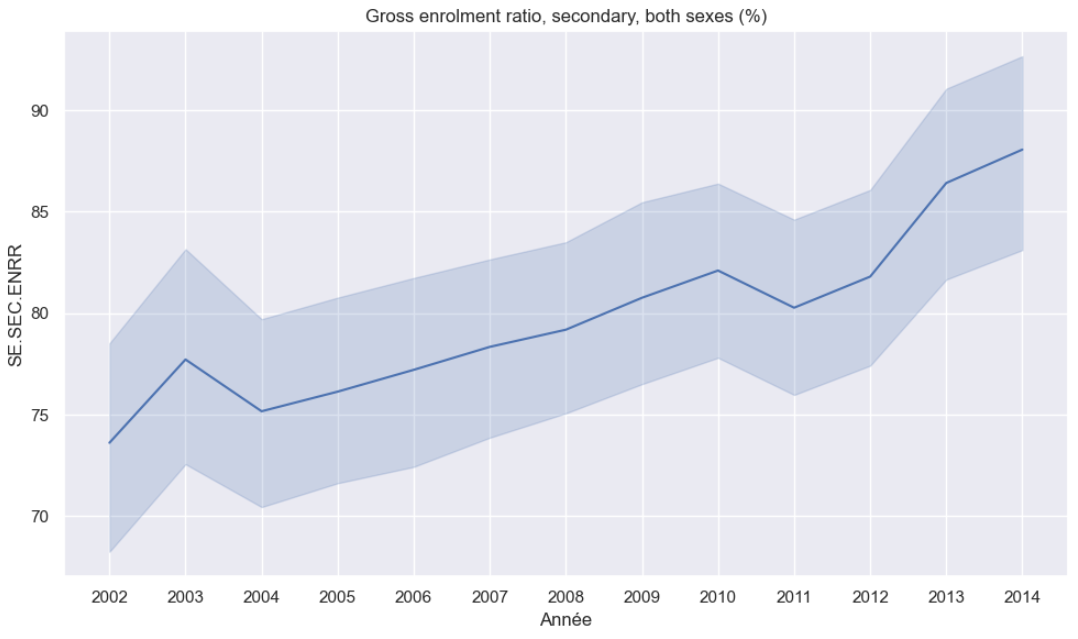 Gross enrolment ratio, secondary, both sexes (%)
90
85
80
75
70
SE.SEC.ENRR
2002 2003 2004 2005 2006 2007 2008 2009 2010 2011 2012 2013 2014
Année